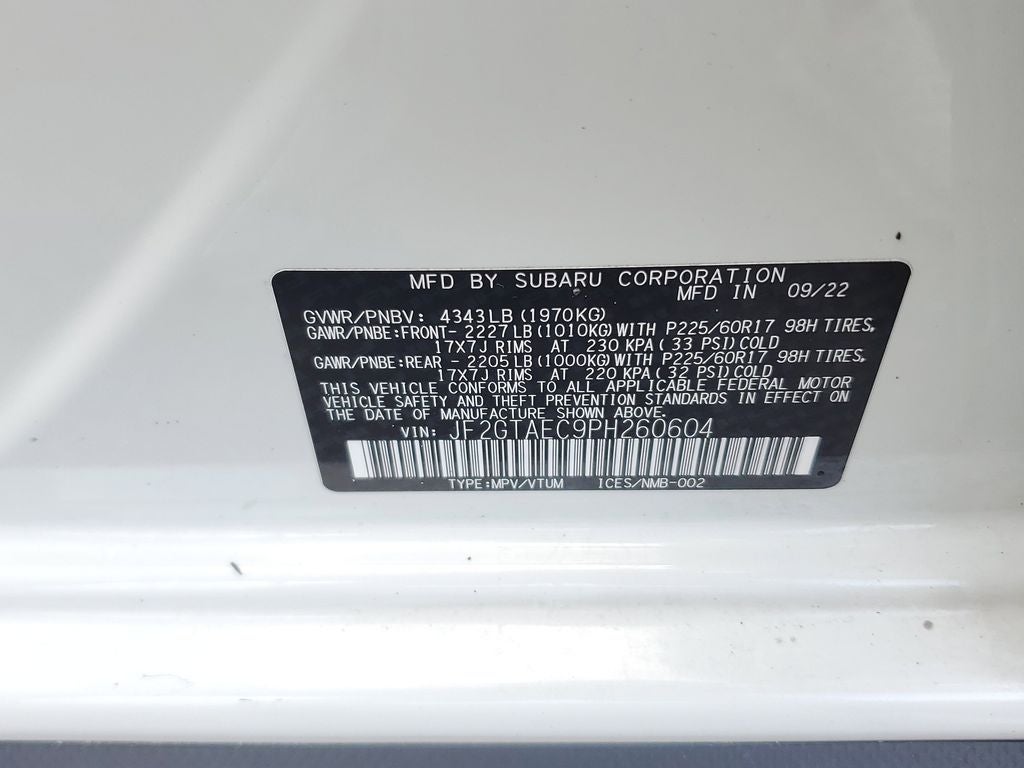 MFD BY SUBARU CORPORATION
MFD IN 09/22
GVWR/PNBV: 4343LB(1970KG)
GAWR/PNBE:FRONT- 2227LB(1010KG)WITH P225/60R17 98H TIRES,
17X7J RIMS AT 230 KPA( 33 PSI)COLD
GAWR/PNBE:REAR - 2205LB(1000KG)WITH P225/60R17 98H TIRES,
17X7J RIMS AT 220 KPA( 32 PSI)COLD
THIS VEHICLE CONFORMS TO ALL APPLICABLE FEDERAL MOTOR
VEHICLE SAFETY AND THEFT PREVENTION STANDARDS IN EFFECT ON
THE DATE OF MANUFACTURE SHOWN ABOVE.
VIN: JF2GTAEC9PH260604
TYPE:MPV/VTUM ICES/NMB-002